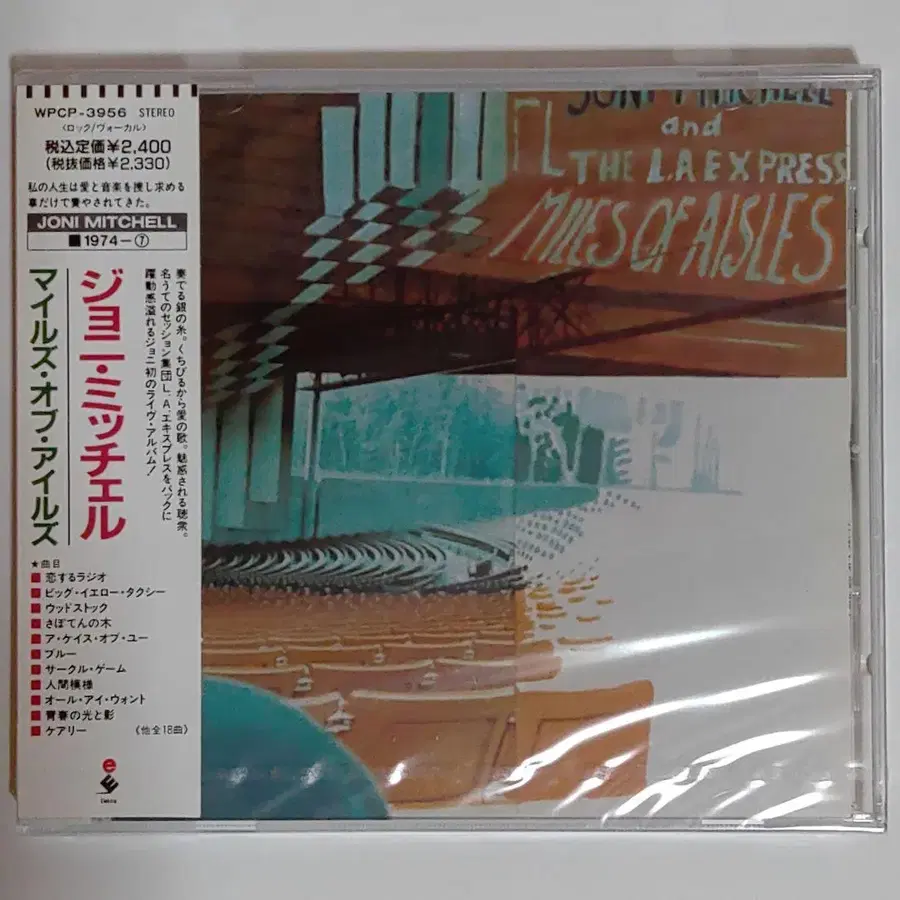 WPCP-3956 STEREO
〈ロック/ヴォーカル〉
税込定価¥2,400
(税抜価格¥2,330)
私の人生は愛と音楽を捜し求める
事だけで費やされてきた。
JONI MITCHELL
■1974-⑦
ジョニ・ミッチェル
マイルズ・オブ・アイルズ
奏でる銀の糸。くちびるから愛の歌。魅惑される聴衆。
名うてのセッション集団L.A.エキスプレスをバックに
躍動感溢れるジョニ初のライヴ・アルバム!
★曲目
■恋するラジオ
■ビッグ・イエロー・タクシー
■ウッドストック
■さぼてんの木
■ア・ケイス・オブ・ユー
■ブルー
■サークル・ゲーム
■人間模様
■オール・アイ・ウォント
■青春の光と影
■ケアリー 〈他全18曲〉
JONI MITCHELL
and
THE L.A EXPRESS
MILES OF AISLES